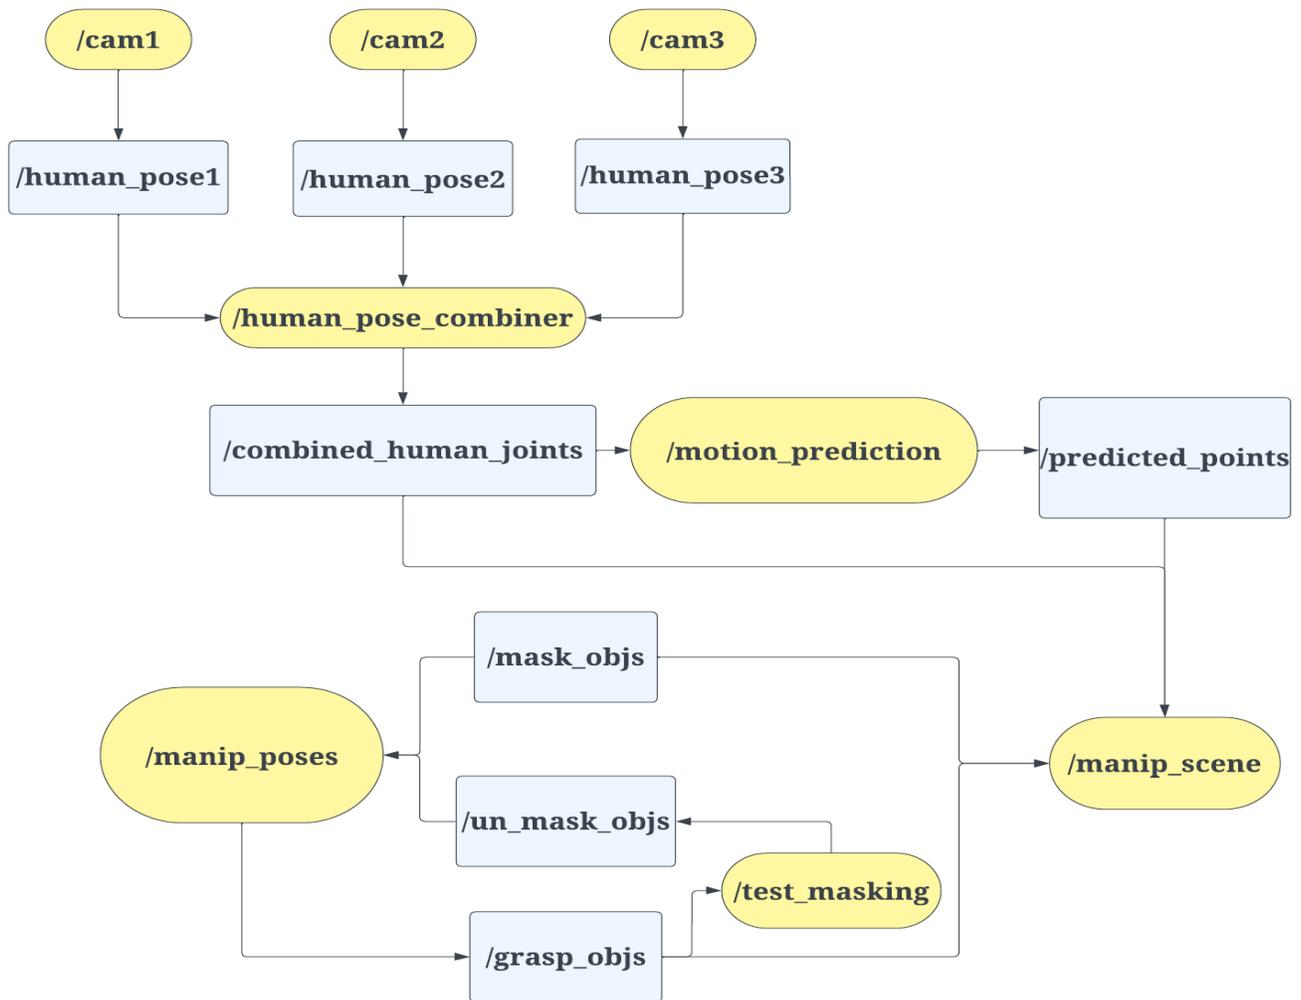 /cam1
/cam2
/cam3
/human_pose1
/human_pose2
/human_pose3
/human_pose_combiner
/combined_human_joints
/motion_prediction
/predicted_points
/mask_objs
/manip_poses
/manip_scene
/un_mask_objs
/test_masking
/grasp_objs